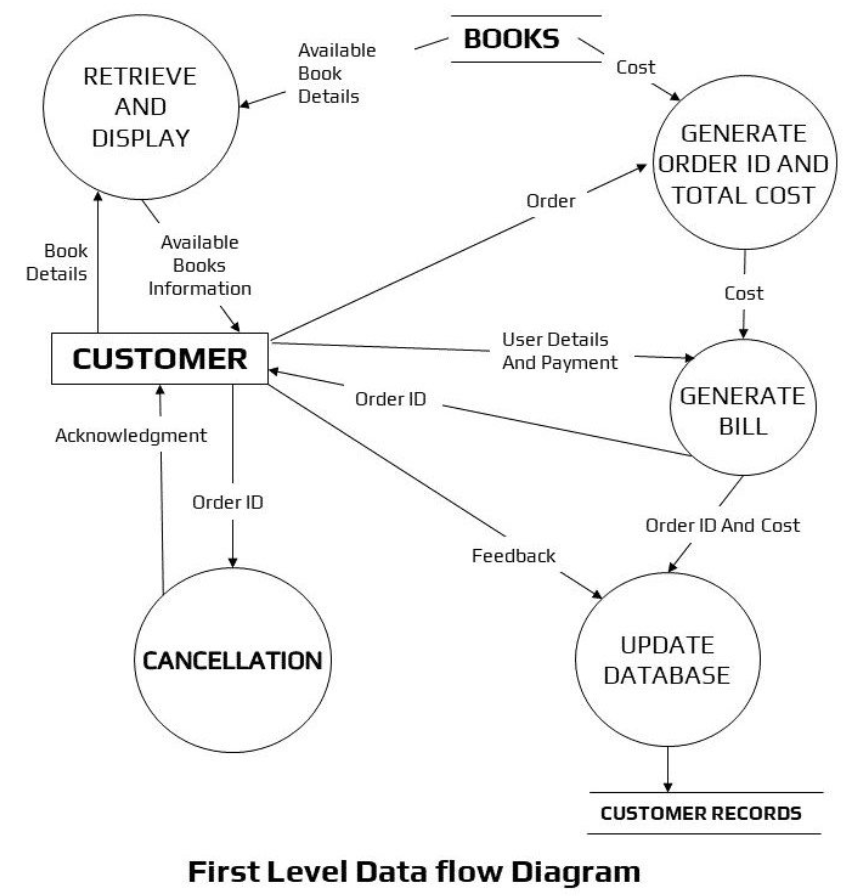 BOOKS
Available
Book
Details
Cost
RETRIEVE
AND
DISPLAY
GENERATE
ORDER ID AND
TOTAL COST
Order
Book
Details
Available
Books
Information
Cost
CUSTOMER
User Details
And Payment
Order ID
GENERATE
BILL
Acknowledgment
Order ID
Order ID And Cost
Feedback
CANCELLATION
UPDATE
DATABASE
CUSTOMER RECORDS
First Level Data flow Diagram